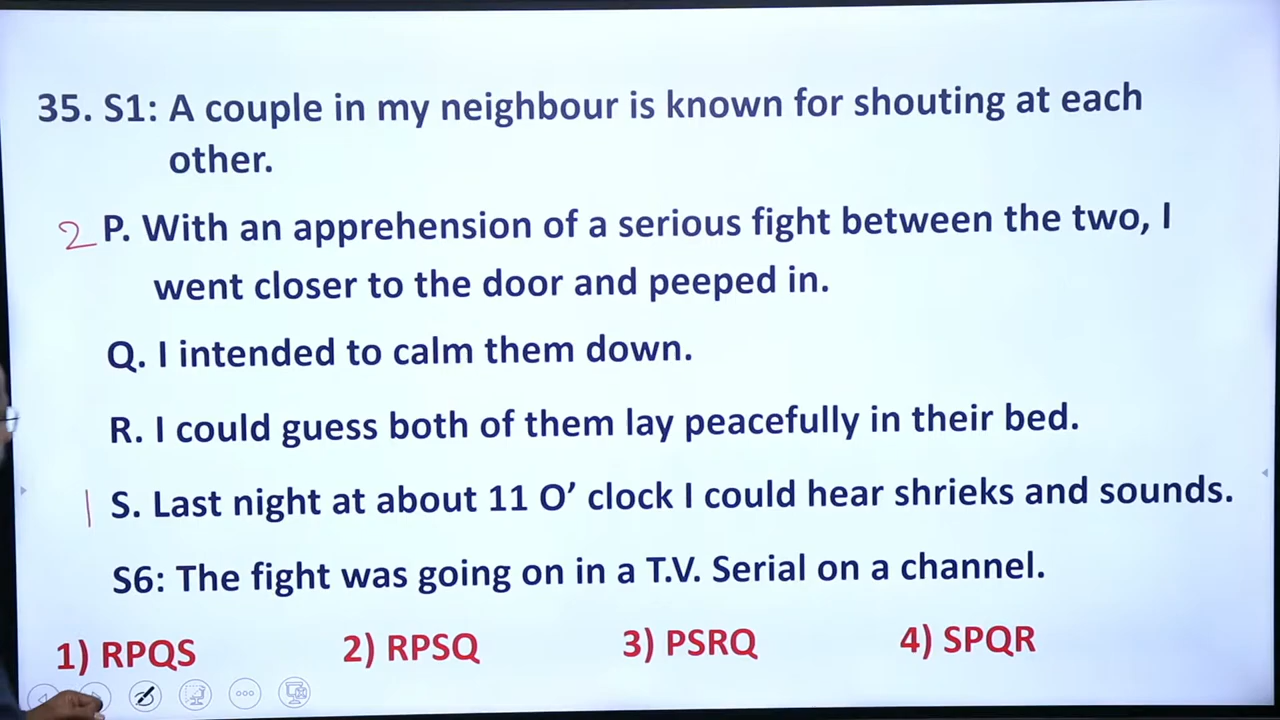 35. S1: A couple in my neighbour is known for shouting at each
other.
2 P. With an apprehension of a serious fight between the two, I
went closer to the door and peeped in.
Q. I intended to calm them down.
R. I could guess both of them lay peacefully in their bed.
1 S. Last night at about 11 O’ clock I could hear shrieks and sounds.
S6: The fight was going on in a T.V. Serial on a channel.
1) RPQS 2) RPSQ 3) PSRQ 4) SPQR